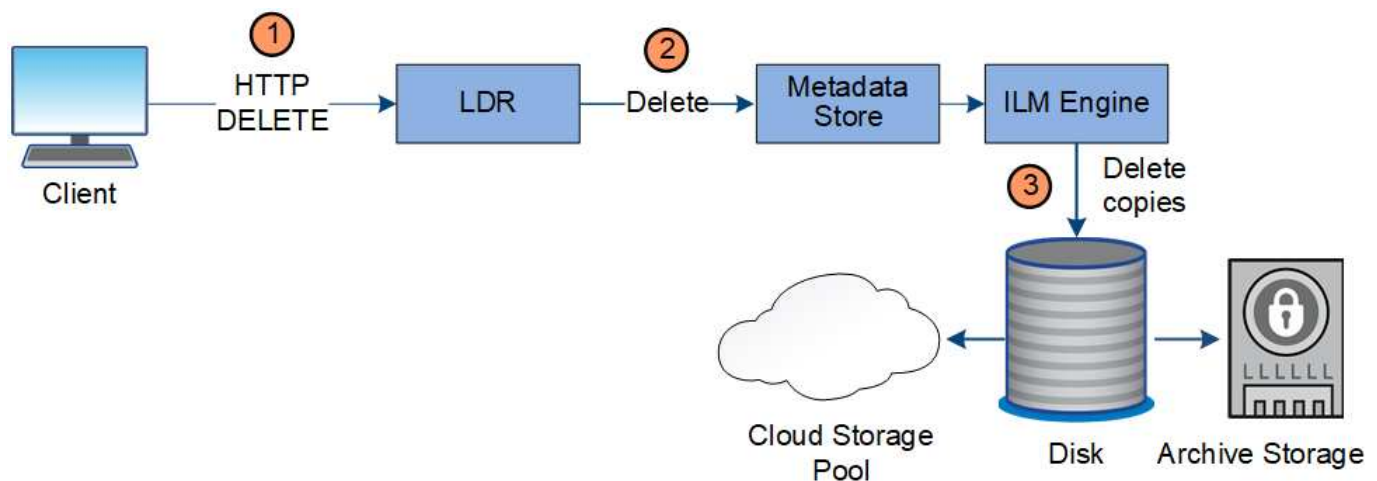 1
HTTP
DELETE
LDR
2
Delete
Metadata
Store
ILM Engine
Client
3
Delete
copies
LLLLLL
Cloud Storage
Pool
Disk
Archive Storage